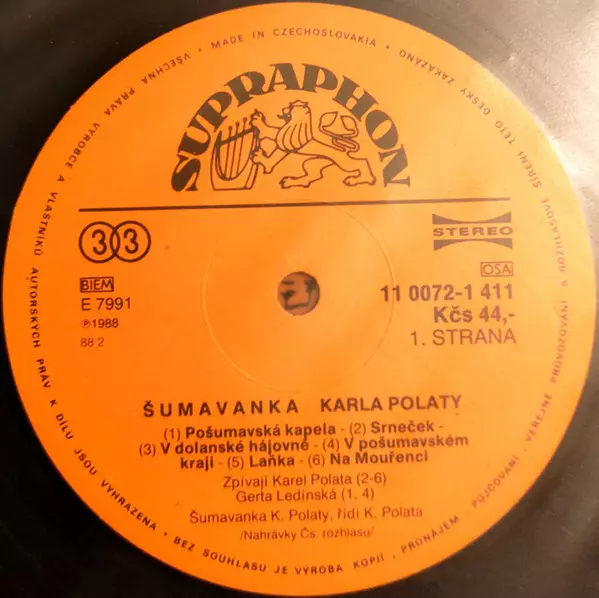 VŠECHNA PRÁVA VÝROBCE A VLASTNÍKŮ AUTORSKÝCH PRÁV K DÍLU JSOU VYHRAZENA • BEZ SOUHLASU JE VÝROBA KOPIÍ, PRONÁJEM, PŮJČOVÁNÍ, VEŘEJNÉ PROVOZOVÁNÍ A ROZHLASOVÉ ŠÍŘENÍ TÉTO DESKY ZAKÁZÁNO • MADE IN CZECHOSLOVAKIA •
SUPRAPHON
33
STEREO
BIEM
OSA
E 7991
11 0072-1 411
℗1988
Kčs 44,-
88 2
1. STRANA
ŠUMAVANKA KARLA POLATY
(1) Pošumavská kapela - (2) Srneček -
(3) V dolanské hájovně - (4) V pošumavském
kraji - (5) Laňka - (6) Na Mouřenci
Zpívají Karel Polata (2-6)
Gerta Ledinská (1, 4)
Šumavanka K. Polaty, řídí K. Polata
/Nahrávky Čs. rozhlasu/